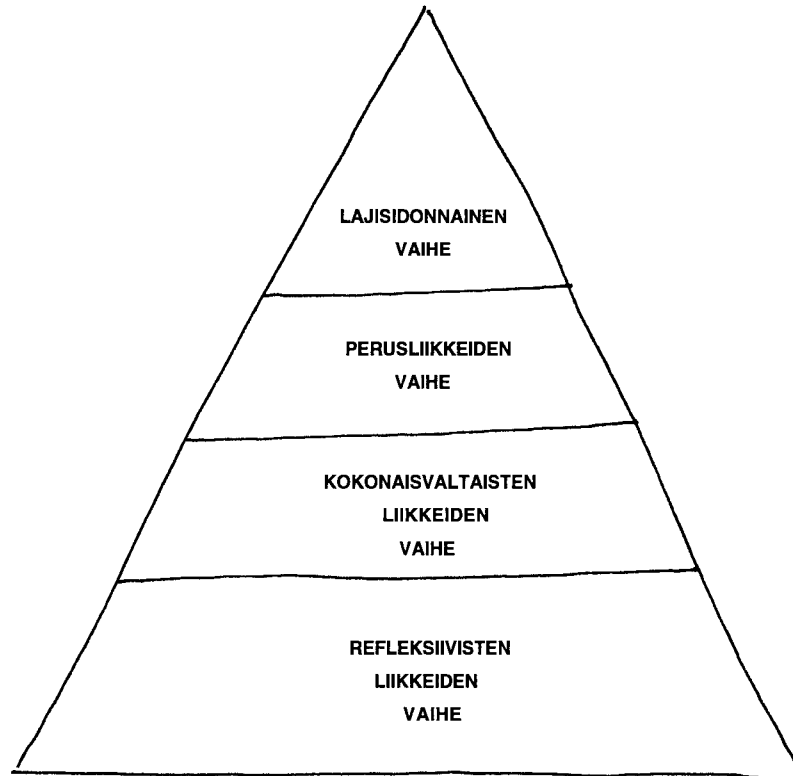 LAJISIDONNAINEN
VAIHE
PERUSLIIKKEIDEN
VAIHE
KOKONAISVALTAISTEN
LIIKKEIDEN
VAIHE
REFLEKSIIVISTEN
LIIKKEIDEN
VAIHE